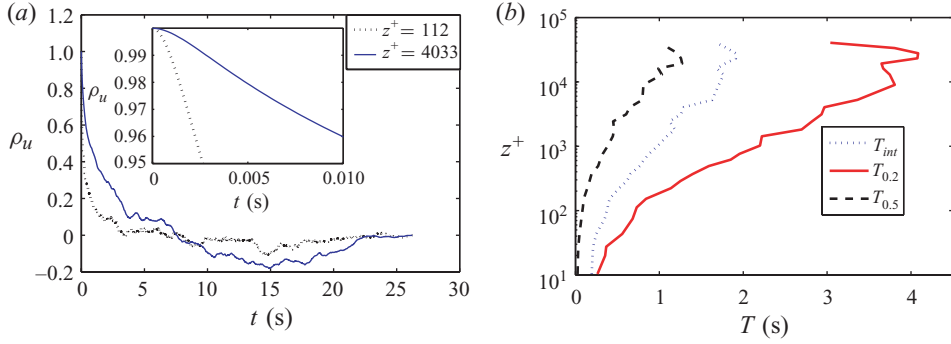 (a)
1.2
1.0
0.8
0.6
0.4
0.2
0
−0.2
ρu
0
5
10
15
20
25
30
t (s)
z+ = 112
z+ = 4033
0.99
0.98
0.97
0.96
0.95
ρu
0
0.005
0.010
t (s)
(b)
10^5
10^4
10^3
10^2
10^1
z+
0
1
2
3
4
T (s)
Tint
T0.2
T0.5